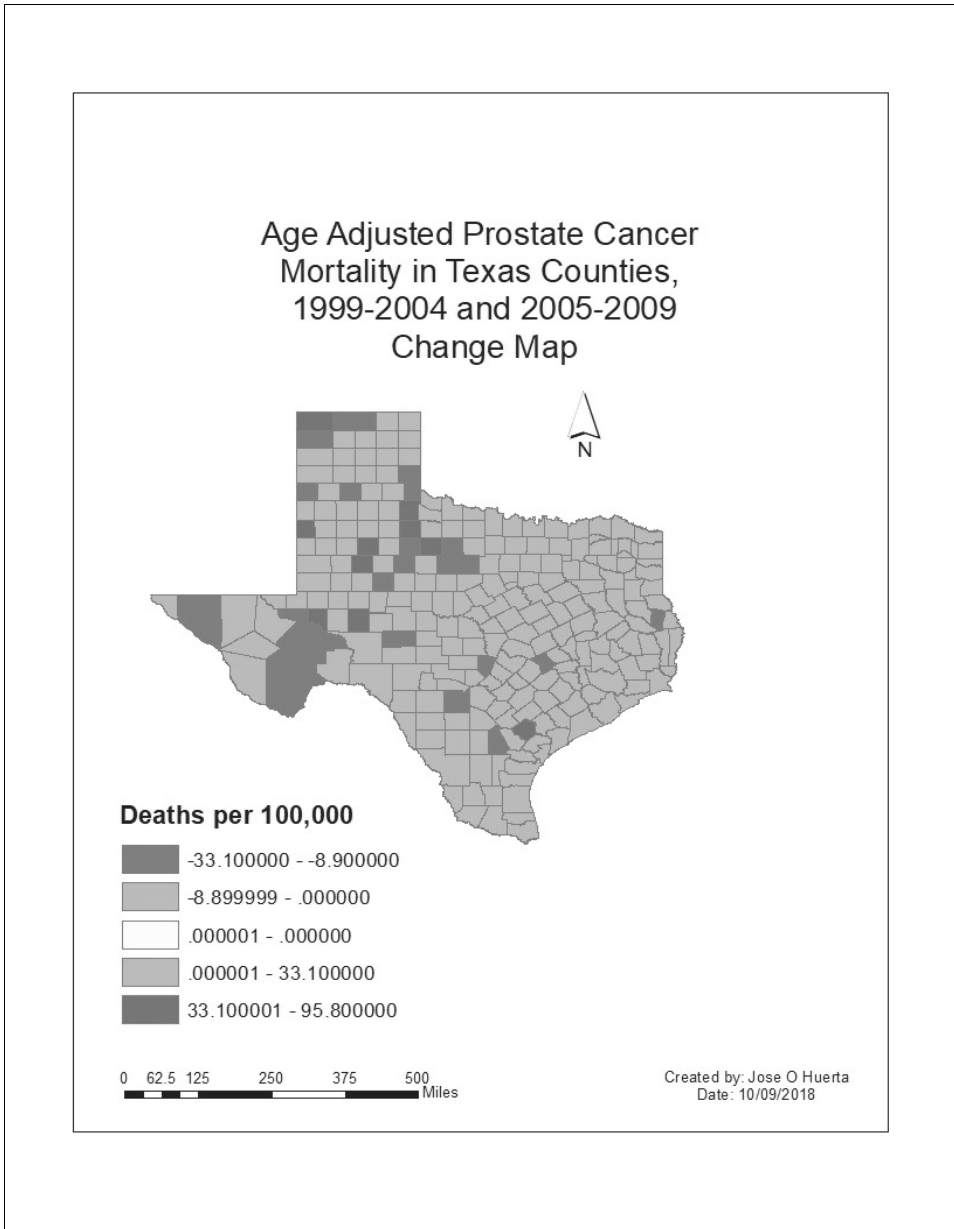 Age Adjusted Prostate Cancer
Mortality in Texas Counties,
1999-2004 and 2005-2009
Change Map
N
Deaths per 100,000
-33.100000 - -8.900000
-8.899999 - .000000
.000001 - .000000
.000001 - 33.100000
33.100001 - 95.800000
0 62.5 125 250 375 500
Miles
Created by: Jose O Huerta
Date: 10/09/2018